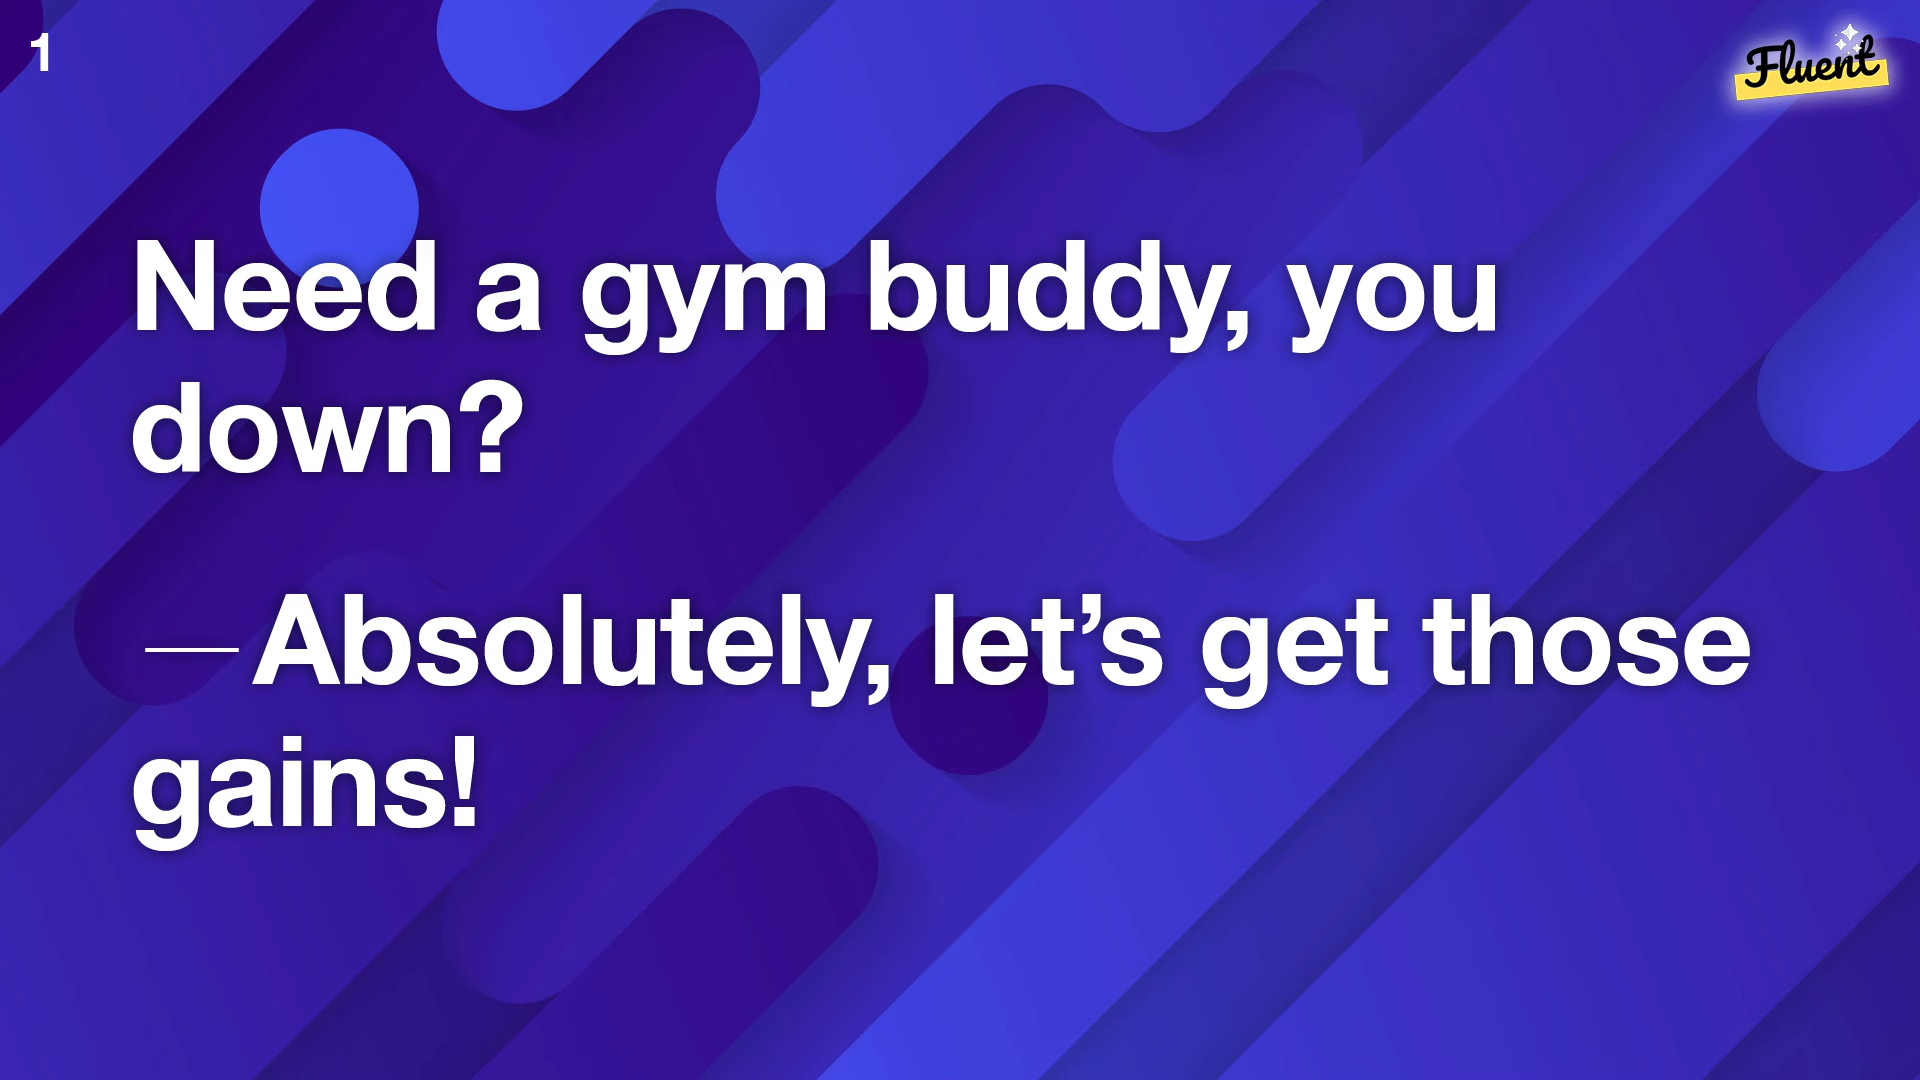 1
Fluent
Need a gym buddy, you
down?
—Absolutely, let’s get those
gains!